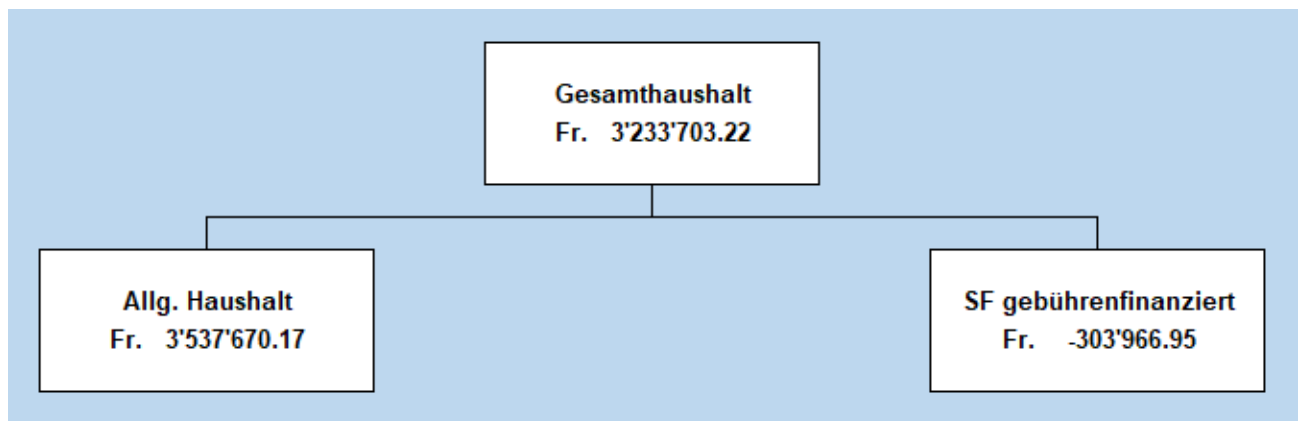 Gesamthaushalt
Fr. 3'233'703.22
Allg. Haushalt
Fr. 3'537'670.17
SF gebührenfinanziert
Fr. -303'966.95